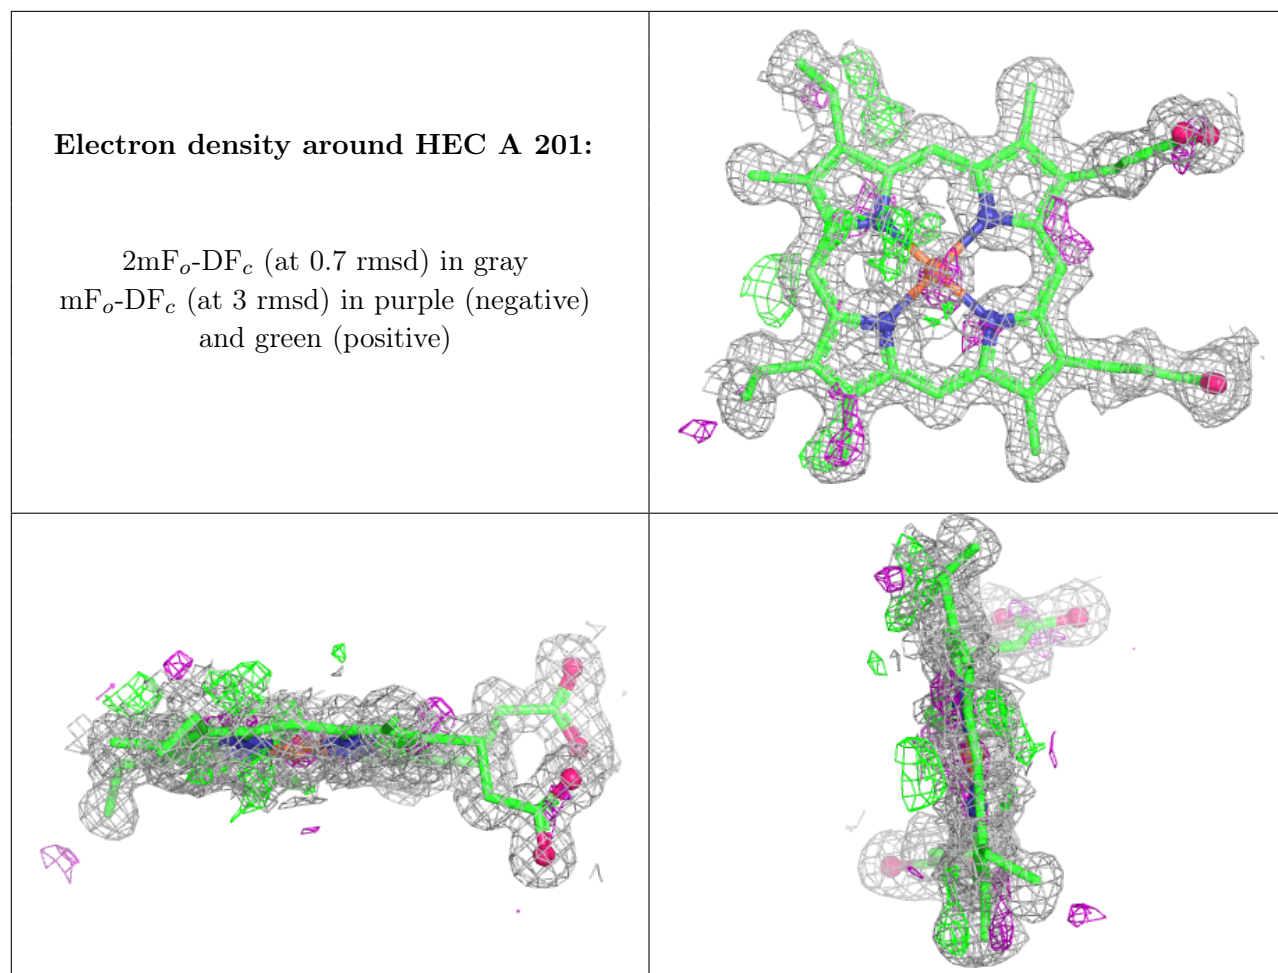 Electron density around HEC A 201:
2mFₒ-DF𝒸 (at 0.7 rmsd) in gray
mFₒ-DF𝒸 (at 3 rmsd) in purple (negative)
and green (positive)